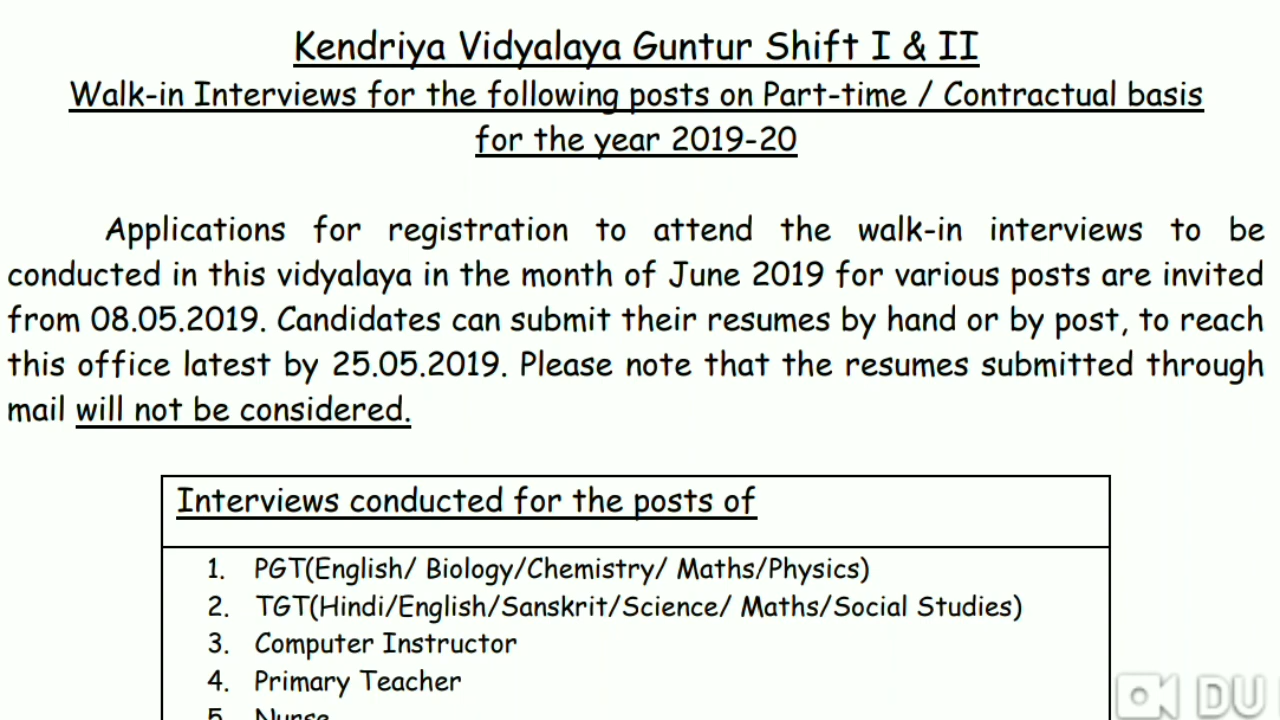 Kendriya Vidyalaya Guntur Shift I & II
Walk-in Interviews for the following posts on Part-time / Contractual basis
for the year 2019-20
Applications for registration to attend the walk-in interviews to be
conducted in this vidyalaya in the month of June 2019 for various posts are invited
from 08.05.2019. Candidates can submit their resumes by hand or by post, to reach
this office latest by 25.05.2019. Please note that the resumes submitted through
mail will not be considered.
Interviews conducted for the posts of
1. PGT(English/ Biology/Chemistry/ Maths/Physics)
2. TGT(Hindi/English/Sanskrit/Science/ Maths/Social Studies)
3. Computer Instructor
4. Primary Teacher
5. Nurse
DU